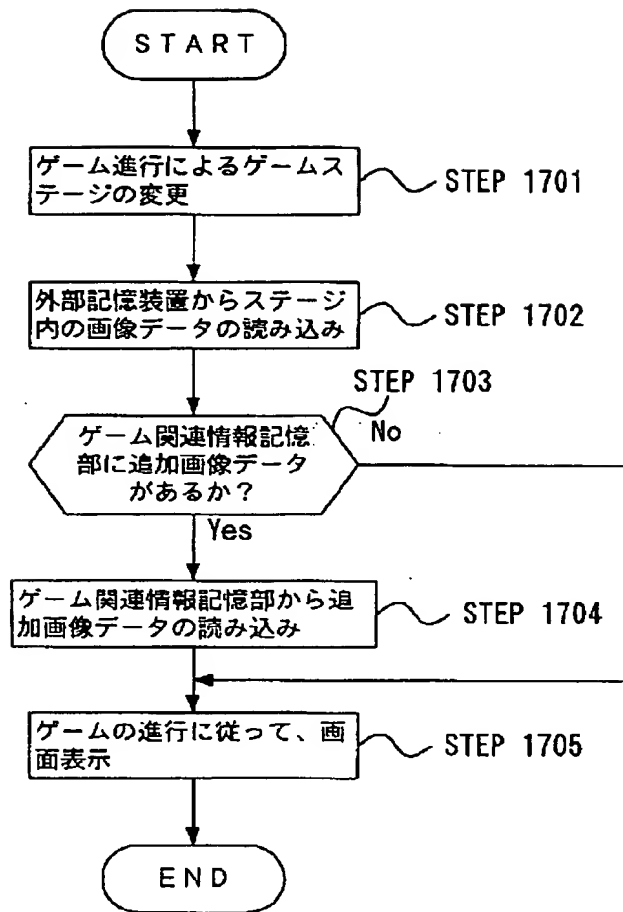 START
ゲーム進行によるゲームス
テージの変更
STEP 1701
外部記憶装置からステージ
内の画像データの読み込み
STEP 1702
STEP 1703
ゲーム関連情報記憶
部に追加画像データ
があるか？
No
Yes
ゲーム関連情報記憶部から追
加画像データの読み込み
STEP 1704
ゲームの進行に従って、画
面表示
STEP 1705
END